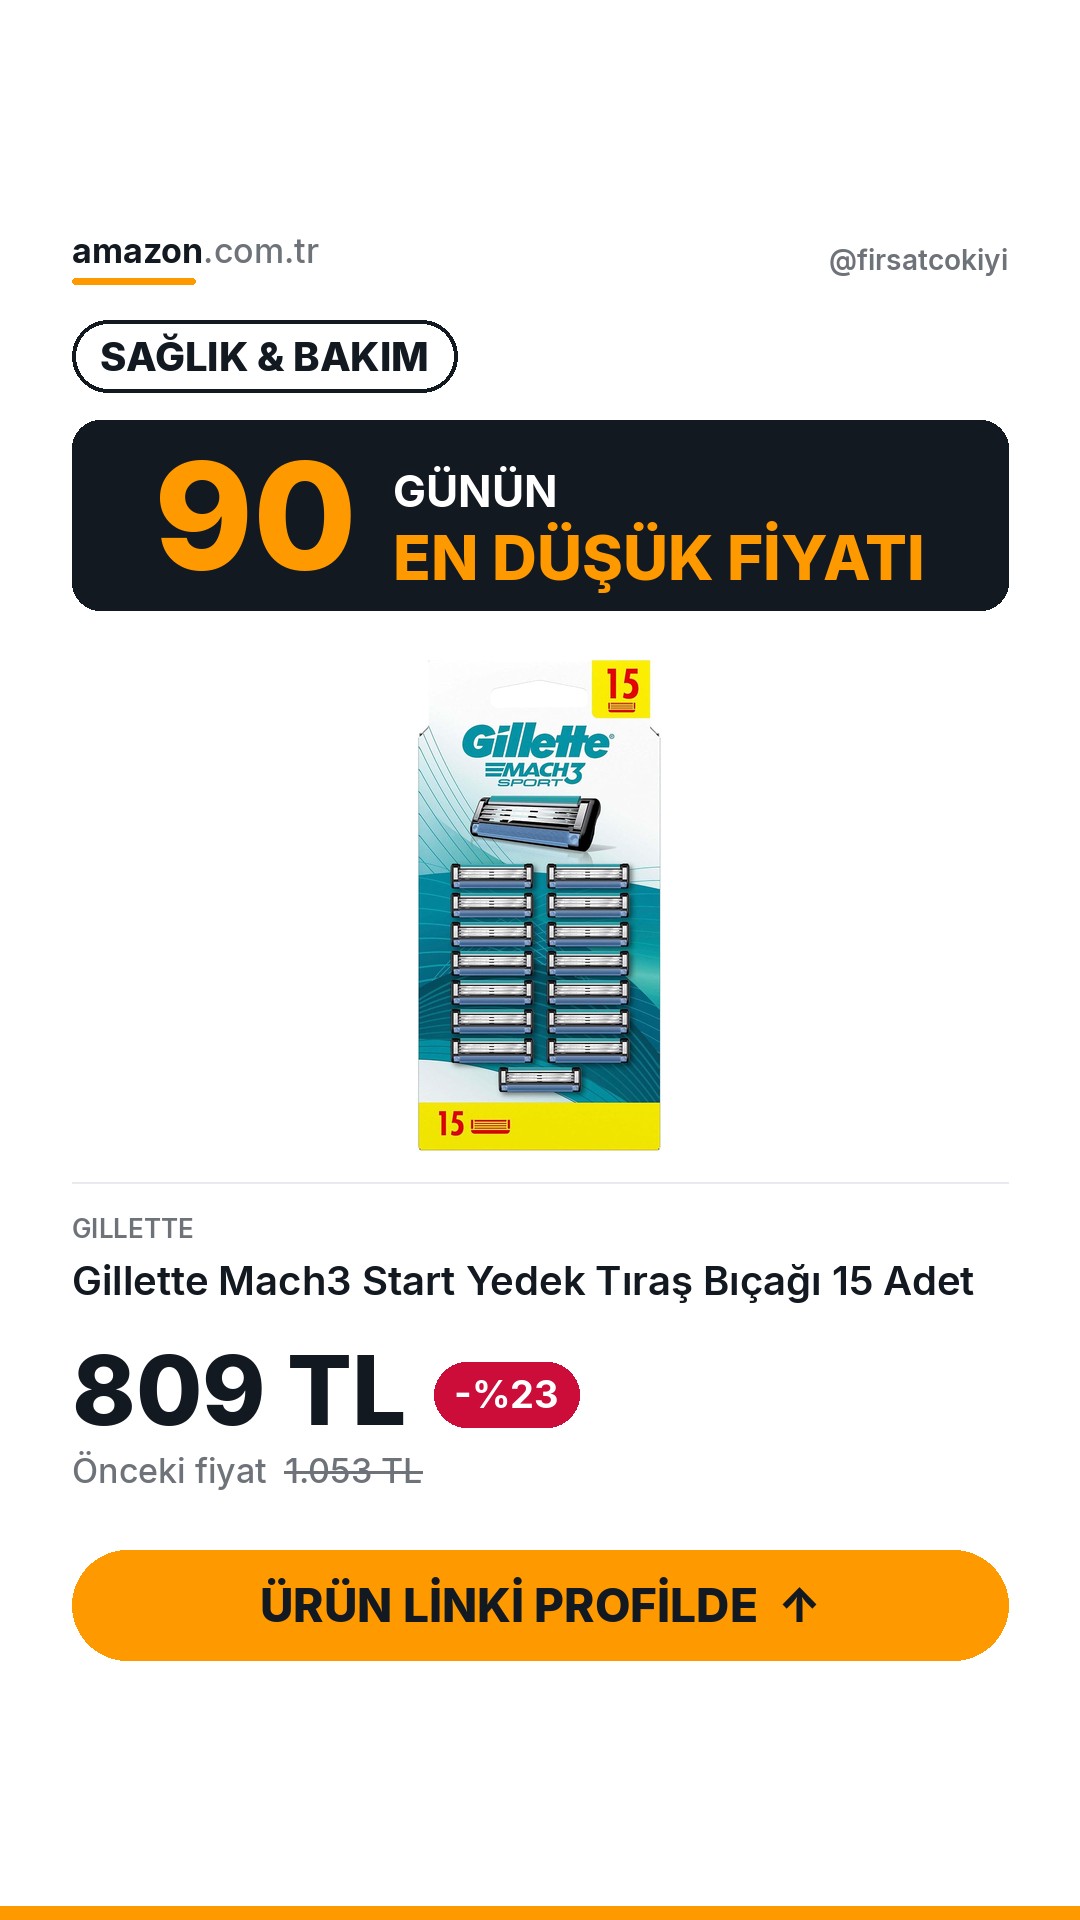 amazon.com.tr
@firsatcokiyi
SAĞLIK & BAKIM
90
GÜNÜN
EN DÜŞÜK FİYATI
15
Gillette®
MACH3
SPORT
15
GILLETTE
Gillette Mach3 Start Yedek Tıraş Bıçağı 15 Adet
809 TL -%23
Önceki fiyat 1.053 TL
ÜRÜN LİNKİ PROFİLDE ↑